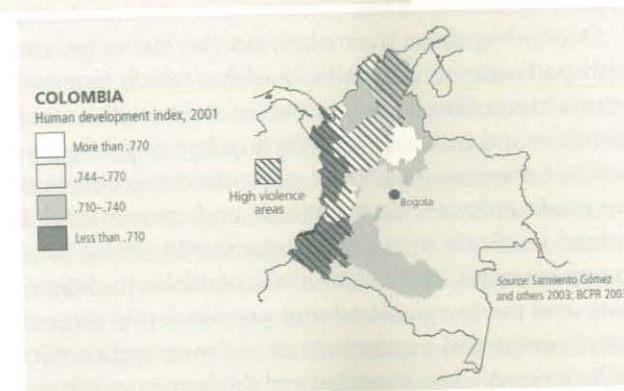 COLOMBIA
Human development index, 2001
More than .770
.744–.770
.710–.740
Less than .710
High violence
areas
Bogota
Source: Sarmiento Gómez
and others 2003; BCPR 2003